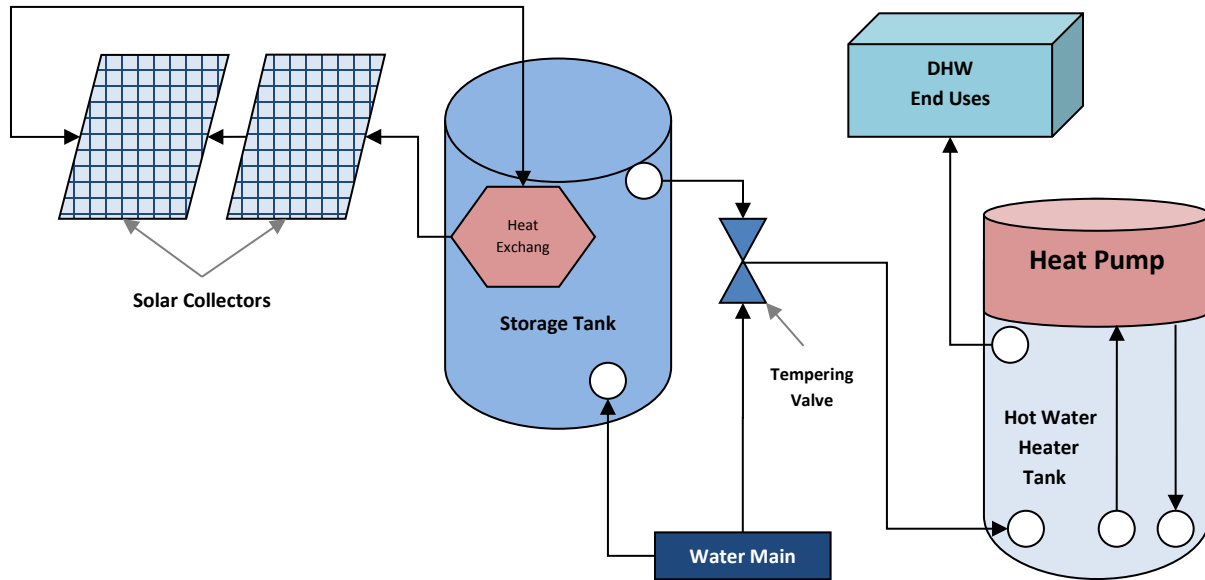 DHW
End Uses
Heat
Exchang
Heat Pump
Solar Collectors
Storage Tank
Tempering
Valve
Hot Water
Heater
Tank
Water Main